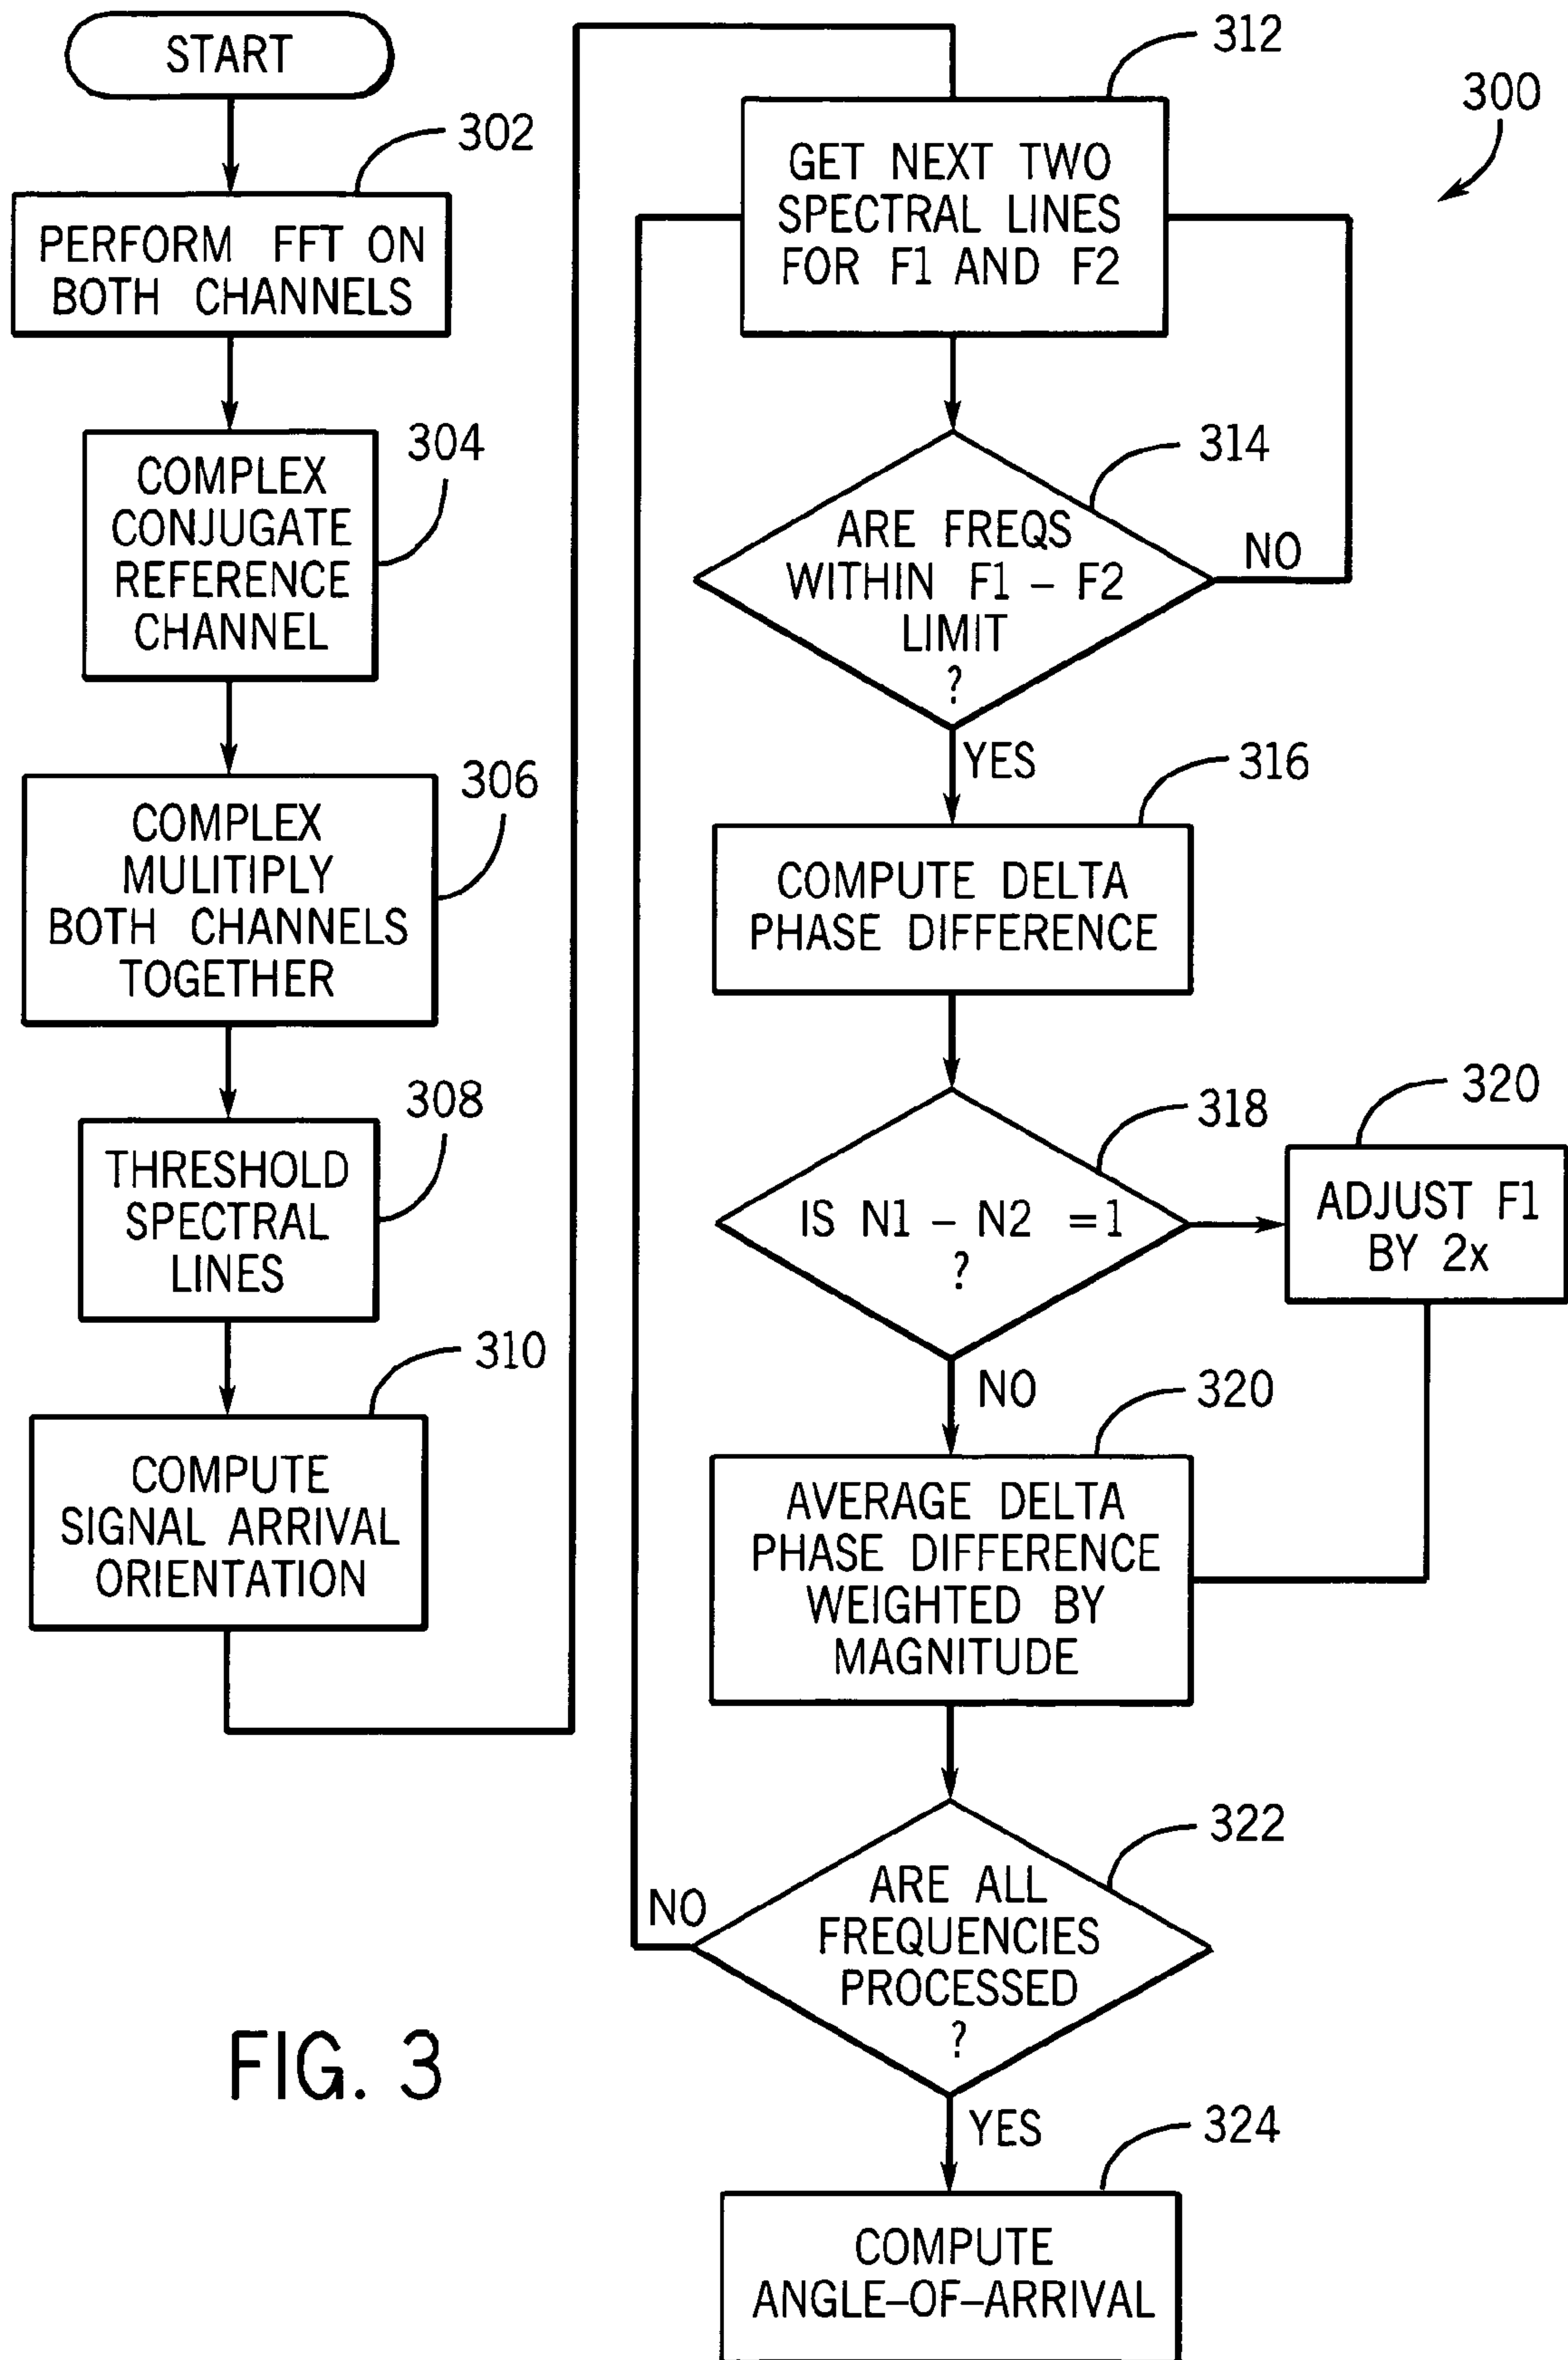 START
302
PERFORM FFT ON
BOTH CHANNELS
304
COMPLEX
CONJUGATE
REFERENCE
CHANNEL
306
COMPLEX
MULITIPLY
BOTH CHANNELS
TOGETHER
308
THRESHOLD
SPECTRAL
LINES
310
COMPUTE
SIGNAL ARRIVAL
ORIENTATION
312
300
GET NEXT TWO
SPECTRAL LINES
FOR F1 AND F2
314
ARE FREQS
WITHIN F1 – F2
LIMIT
?
NO
YES
316
COMPUTE DELTA
PHASE DIFFERENCE
318
IS N1 – N2 =1
?
320
ADJUST F1
BY 2x
NO
320
AVERAGE DELTA
PHASE DIFFERENCE
WEIGHTED BY
MAGNITUDE
322
NO
ARE ALL
FREQUENCIES
PROCESSED
?
YES
324
COMPUTE
ANGLE–OF–ARRIVAL
FIG. 3